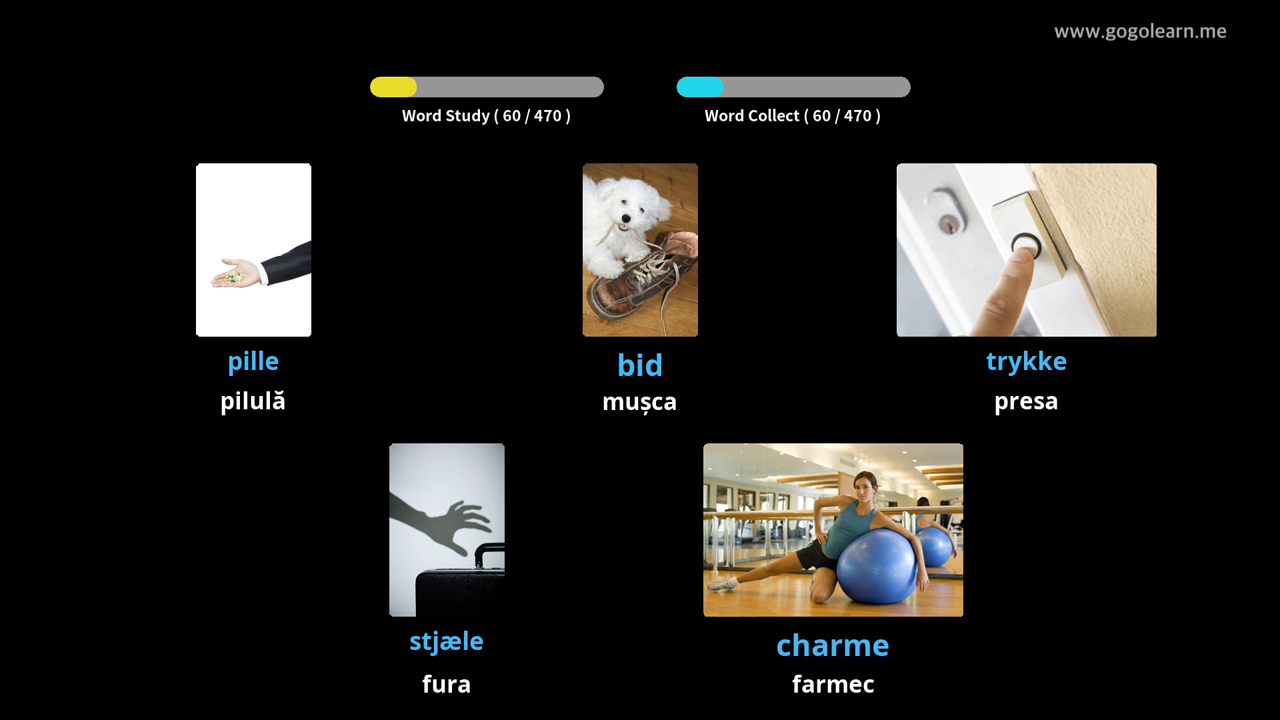 www.gogolearn.me
Word Study ( 60 / 470 )
Word Collect ( 60 / 470 )
pille
pilulă
bid
mușca
trykke
presa
stjæle
fura
charme
farmec